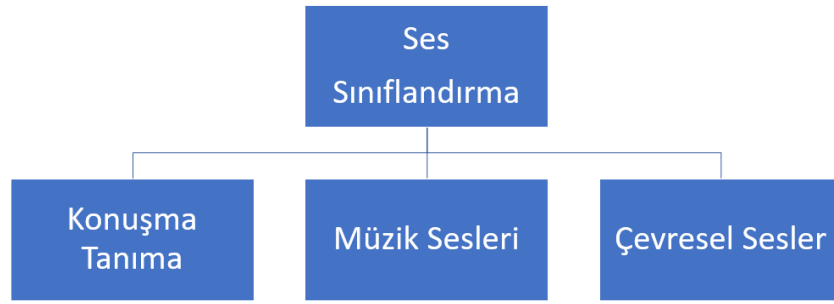 Ses
Sınıflandırma
Konuşma
Tanıma
Müzik Sesleri
Çevresel Sesler